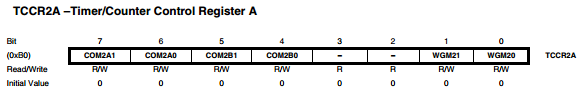 TCCR2A –Timer/Counter Control Register A
Bit 7 6 5 4 3 2 1 0
(0xB0) COM2A1 COM2A0 COM2B1 COM2B0 – – WGM21 WGM20 TCCR2A
Read/Write R/W R/W R/W R/W R R R/W R/W
Initial Value 0 0 0 0 0 0 0 0